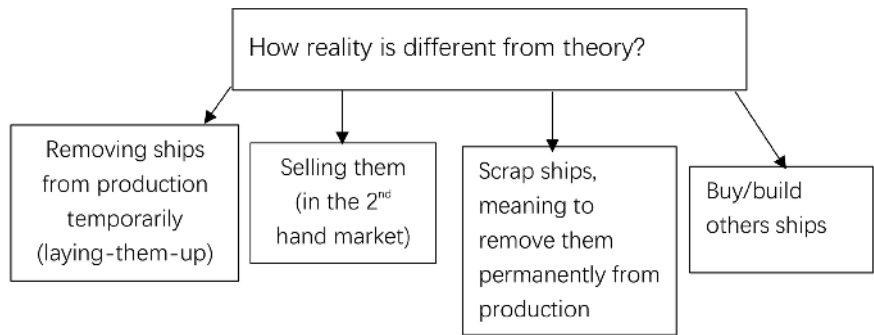 How reality is different from theory?
Removing ships
from production
temporarily
(laying-them-up)
Selling them
(in the 2nd
hand market)
Scrap ships,
meaning to
remove them
permanently from
production
Buy/build
others ships